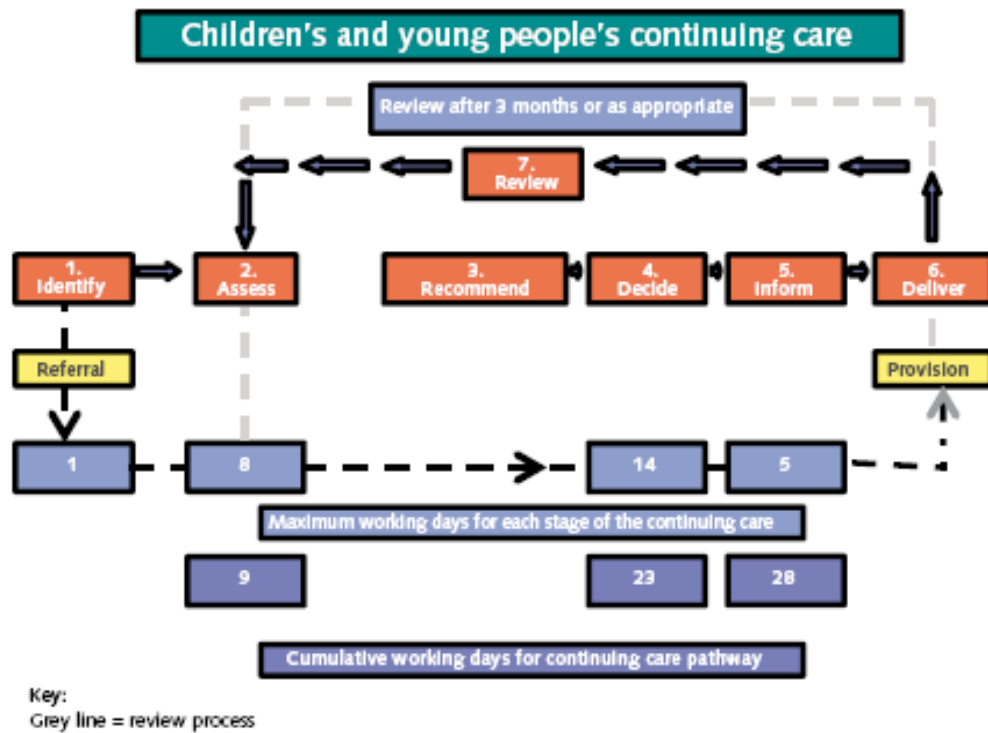 Children's and young people's continuing care
Review after 3 months or as appropriate
7.
Review
1.
Identify
2.
Assess
3.
Recommend
4.
Decide
5.
Inform
6.
Deliver
Referral
Provision
1
8
14
5
Maximum working days for each stage of the continuing care
9
23
28
Cumulative working days for continuing care pathway
Key:
Grey line = review process